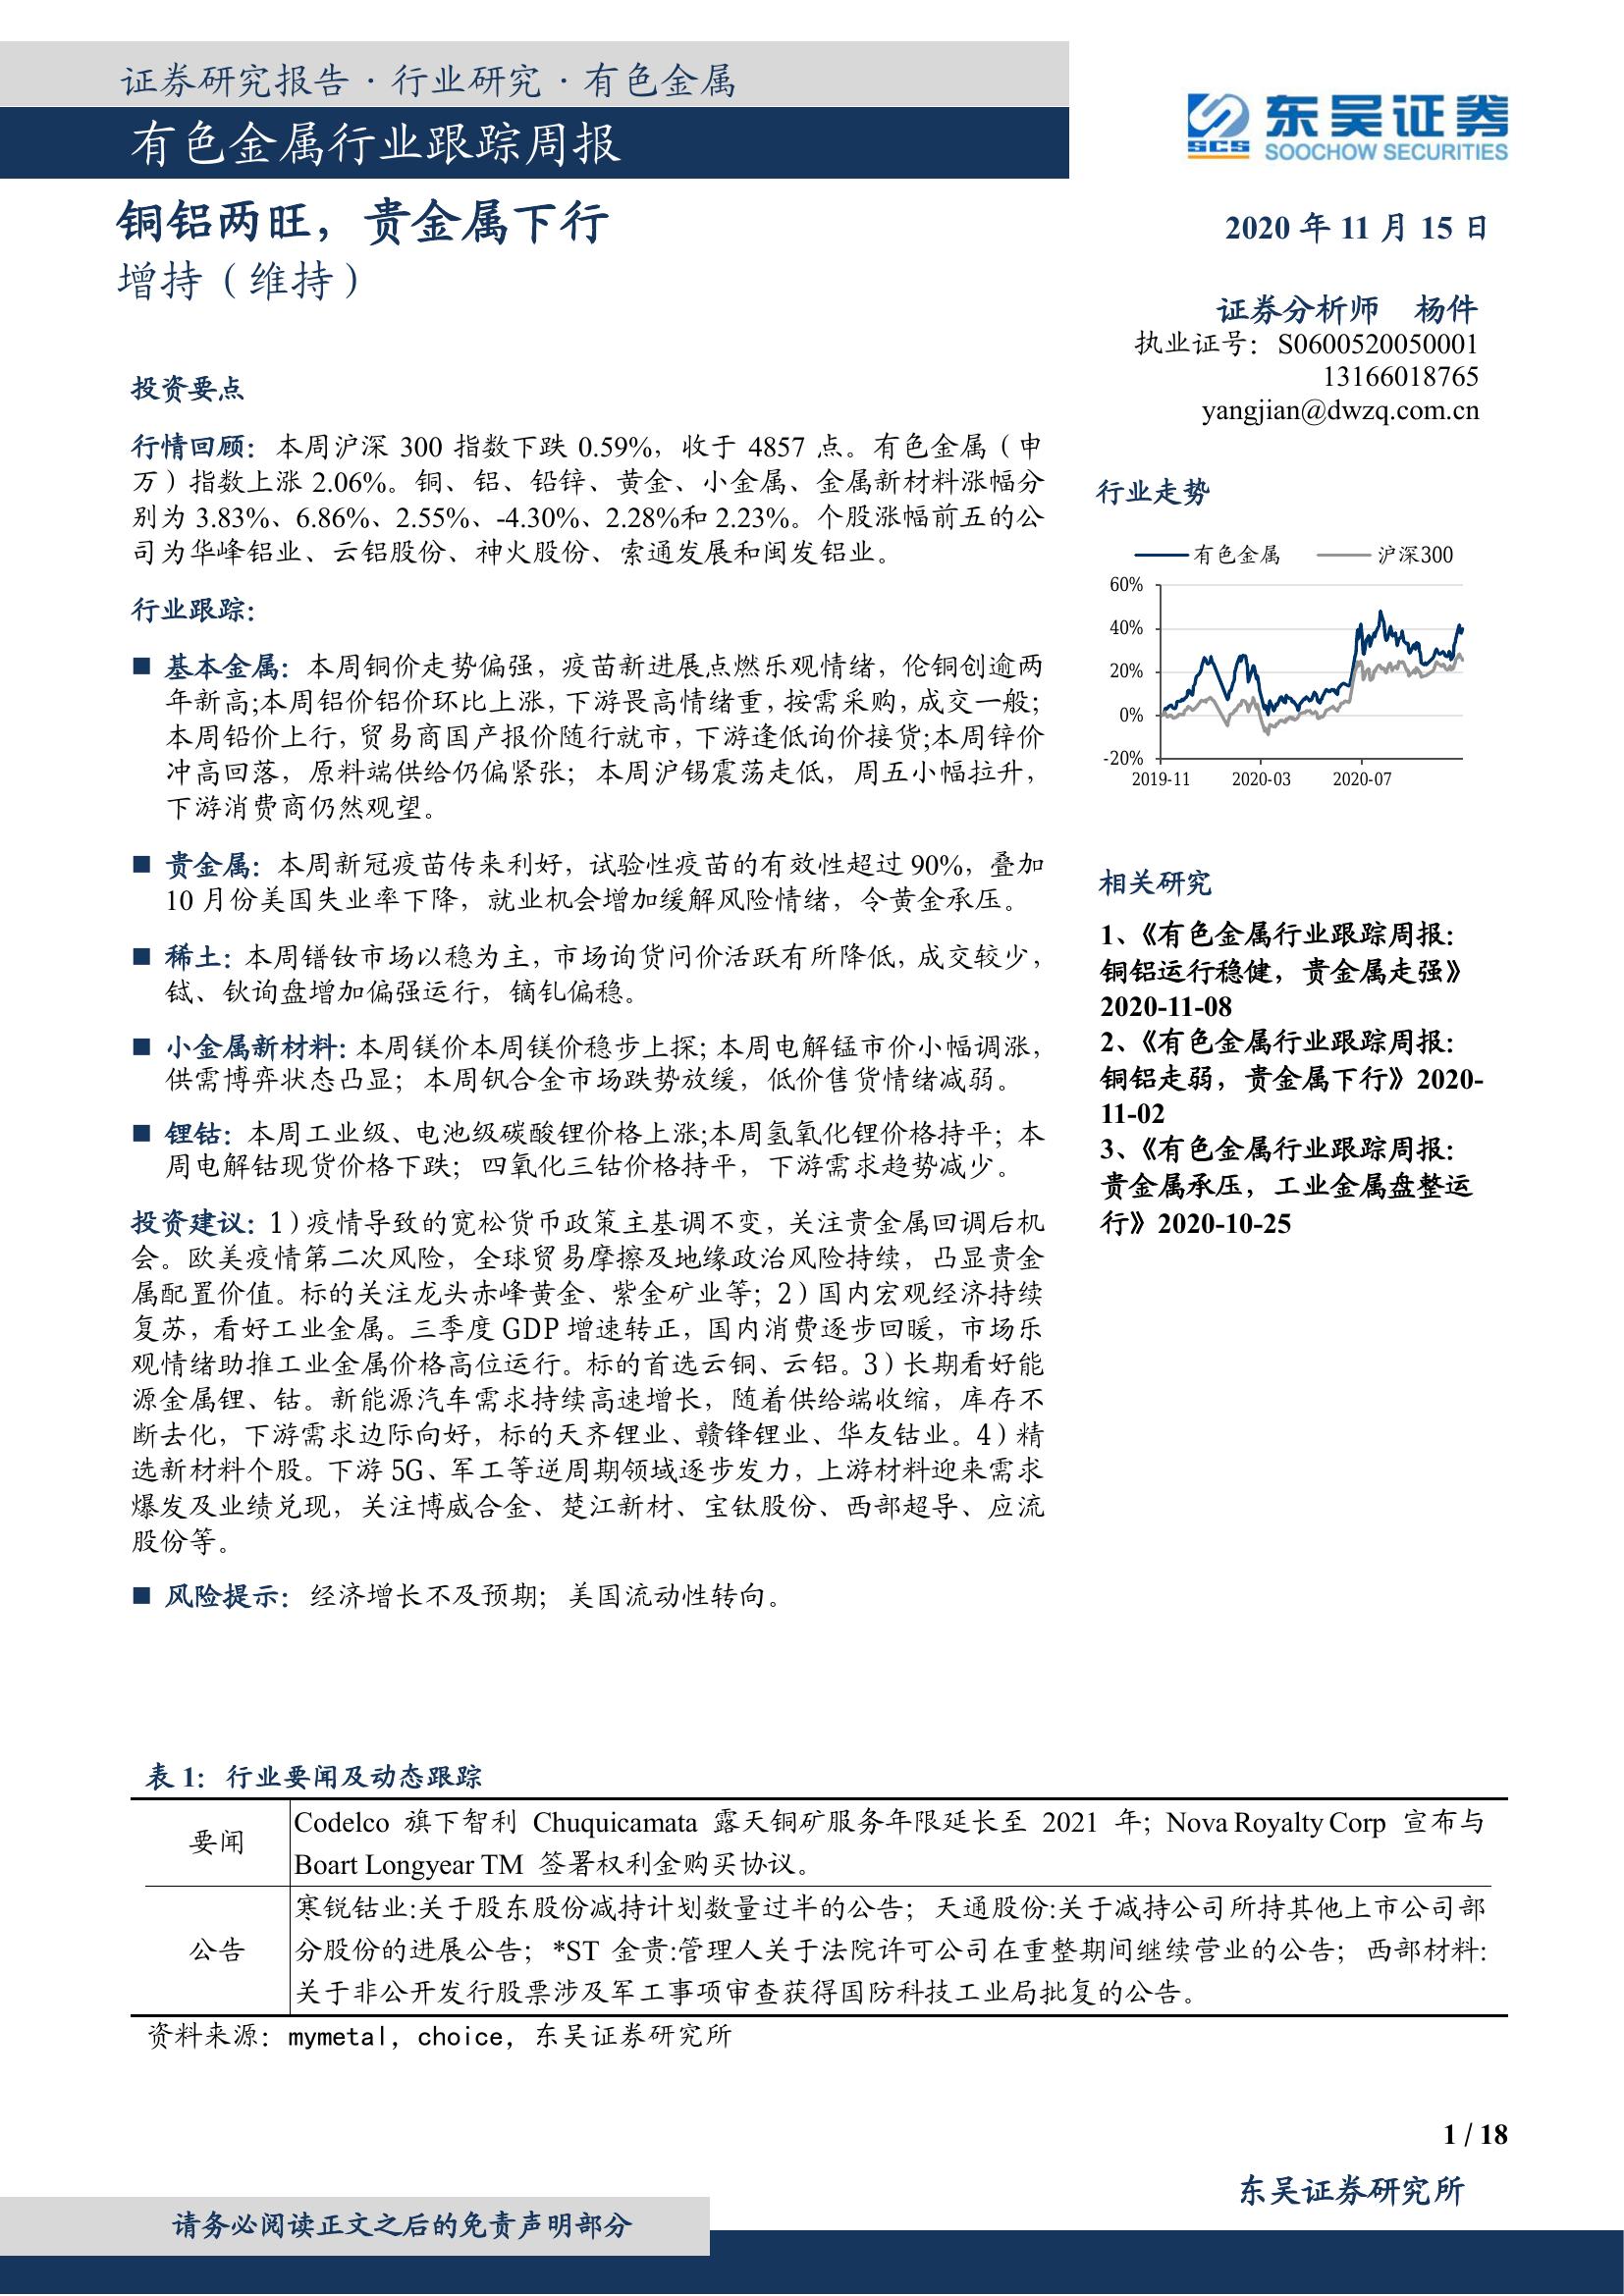 证券研究报告 · 行业研究 · 有色金属
有色金属行业跟踪周报
东吴证券
SCS
SOOCHOW SECURITIES
铜铝两旺，贵金属下行
增持（维持）
2020 年 11 月 15 日
证券分析师 杨件
执业证号：S0600520050001
13166018765
yangjian@dwzq.com.cn
投资要点
行情回顾：本周沪深 300 指数下跌 0.59%，收于 4857 点。有色金属（申
万）指数上涨 2.06%。铜、铝、铅锌、黄金、小金属、金属新材料涨幅分
别为 3.83%、6.86%、2.55%、-4.30%、2.28%和 2.23%。个股涨幅前五的公
司为华峰铝业、云铝股份、神火股份、索通发展和闽发铝业。
行业跟踪：
■ 基本金属：本周铜价走势偏强，疫苗新进展点燃乐观情绪，伦铜创逾两
年新高;本周铝价铝价环比上涨，下游畏高情绪重，按需采购，成交一般；
本周铅价上行，贸易商国产报价随行就市，下游逢低询价接货;本周锌价
冲高回落，原料端供给仍偏紧张；本周沪锡震荡走低，周五小幅拉升，
下游消费商仍然观望。
■ 贵金属：本周新冠疫苗传来利好，试验性疫苗的有效性超过 90%，叠加
10 月份美国失业率下降，就业机会增加缓解风险情绪，令黄金承压。
■ 稀土：本周镨钕市场以稳为主，市场询货问价活跃有所降低，成交较少，
铽、钬询盘增加偏强运行，镝钆偏稳。
■ 小金属新材料：本周镁价本周镁价稳步上探；本周电解锰市价小幅调涨，
供需博弈状态凸显；本周钒合金市场跌势放缓，低价售货情绪减弱。
■ 锂钴：本周工业级、电池级碳酸锂价格上涨;本周氢氧化锂价格持平；本
周电解钴现货价格下跌；四氧化三钴价格持平，下游需求趋势减少。
投资建议：1）疫情导致的宽松货币政策主基调不变，关注贵金属回调后机
会。欧美疫情第二次风险，全球贸易摩擦及地缘政治风险持续，凸显贵金
属配置价值。标的关注龙头赤峰黄金、紫金矿业等；2）国内宏观经济持续
复苏，看好工业金属。三季度 GDP 增速转正，国内消费逐步回暖，市场乐
观情绪助推工业金属价格高位运行。标的首选云铜、云铝。3）长期看好能
源金属锂、钴。新能源汽车需求持续高速增长，随着供给端收缩，库存不
断去化，下游需求边际向好，标的天齐锂业、赣锋锂业、华友钴业。4）精
选新材料个股。下游 5G、军工等逆周期领域逐步发力，上游材料迎来需求
爆发及业绩兑现，关注博威合金、楚江新材、宝钛股份、西部超导、应流
股份等。
■ 风险提示：经济增长不及预期；美国流动性转向。
行业走势
有色金属 沪深300
60%
40%
20%
0%
-20%
2019-11 2020-03 2020-07
相关研究
1、《有色金属行业跟踪周报：
铜铝运行稳健，贵金属走强》
2020-11-08
2、《有色金属行业跟踪周报：
铜铝走弱，贵金属下行》2020-
11-02
3、《有色金属行业跟踪周报：
贵金属承压，工业金属盘整运
行》2020-10-25
表 1：行业要闻及动态跟踪
要闻
Codelco 旗下智利 Chuquicamata 露天铜矿服务年限延长至 2021 年；Nova Royalty Corp 宣布与
Boart Longyear TM 签署权利金购买协议。
公告
寒锐钴业:关于股东股份减持计划数量过半的公告；天通股份:关于减持公司所持其他上市公司部
分股份的进展公告；*ST 金贵:管理人关于法院许可公司在重整期间继续营业的公告；西部材料:
关于非公开发行股票涉及军工事项审查获得国防科技工业局批复的公告。
资料来源：mymetal，choice，东吴证券研究所
1 / 18
东吴证券研究所
请务必阅读正文之后的免责声明部分